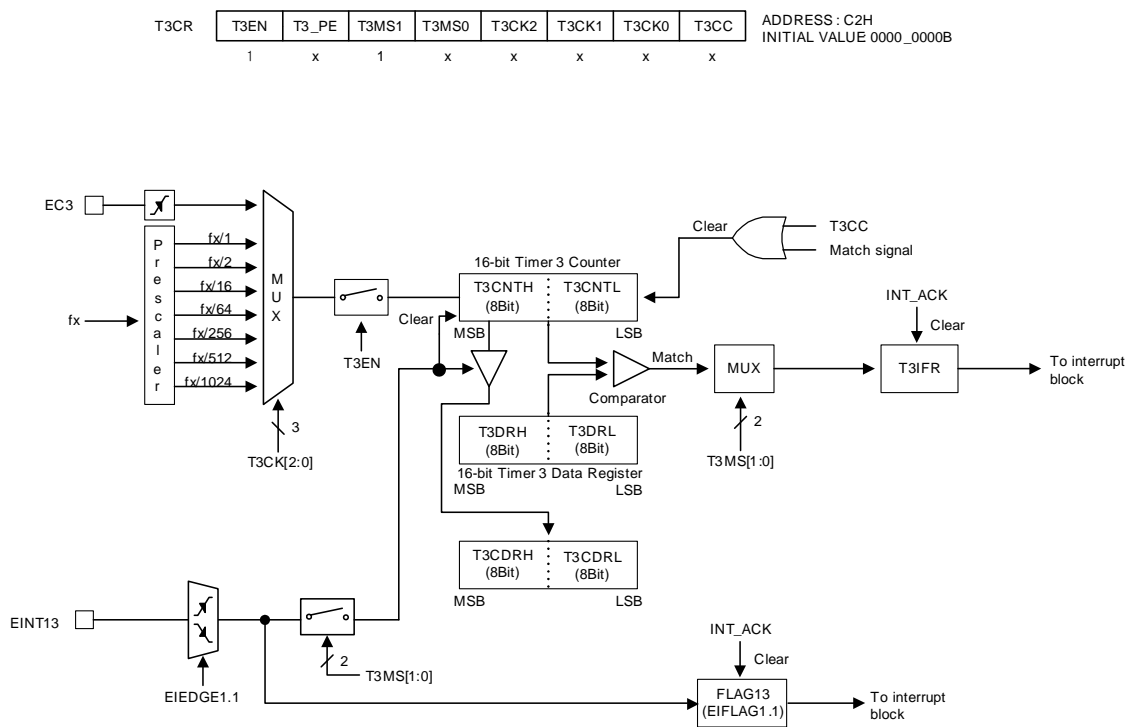 T3CR T3EN T3_PE T3MS1 T3MS0 T3CK2 T3CK1 T3CK0 T3CC ADDRESS : C2H
INITIAL VALUE 0000_0000B
1 x 1 x x x x x
EC3
Prescaler
fx/1
fx/2
fx/16
fx/64
fx/256
fx/512
fx/1024
fx
MUX
3
T3CK[2:0]
T3EN
Clear
T3CC
Match signal
16-bit Timer 3 Counter
T3CNTH
(8Bit)
T3CNTL
(8Bit)
Clear
MSB
LSB
Match
Comparator
T3DRH
(8Bit)
T3DRL
(8Bit)
16-bit Timer 3 Data Register
MSB
LSB
MUX
2
T3MS[1:0]
INT_ACK
Clear
T3IFR
To interrupt
block
T3CDRH
(8Bit)
T3CDRL
(8Bit)
MSB
LSB
EINT13
EIEDGE1.1
2
T3MS[1:0]
INT_ACK
Clear
FLAG13
(EIFLAG1.1)
To interrupt
block